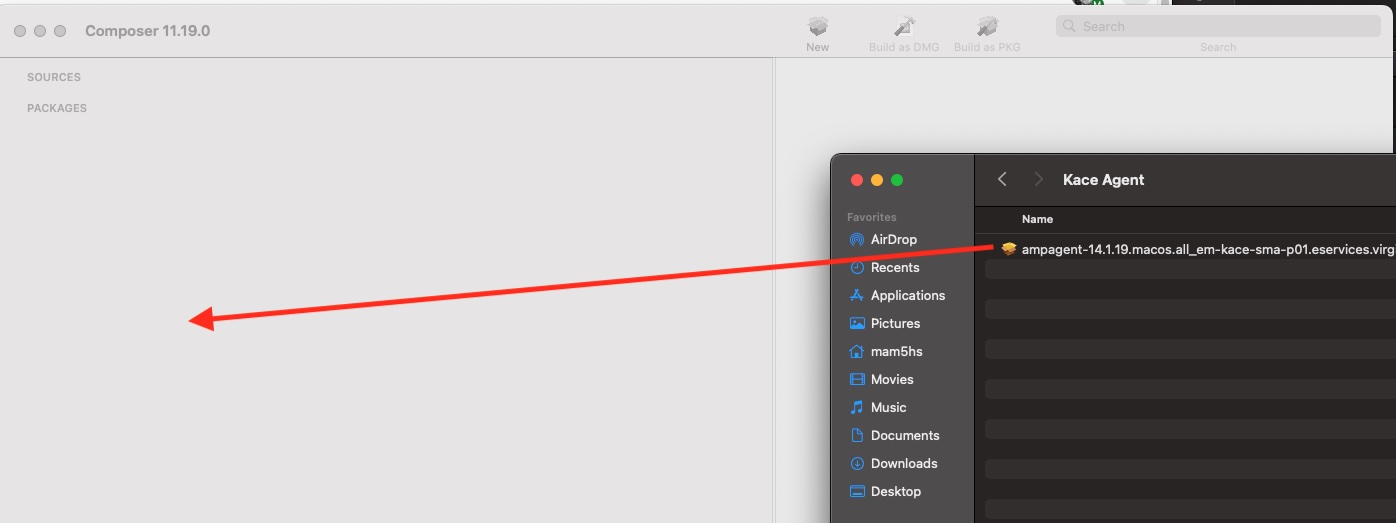 Composer 11.19.0
New
Build as DMG
Build as PKG
Search
Search
SOURCES
PACKAGES
Kace Agent
Favorites
Name
AirDrop
ampagent-14.1.19.macos.all_em-kace-sma-p01.eservices.virgi
Recents
Applications
Pictures
mam5hs
Movies
Music
Documents
Downloads
Desktop